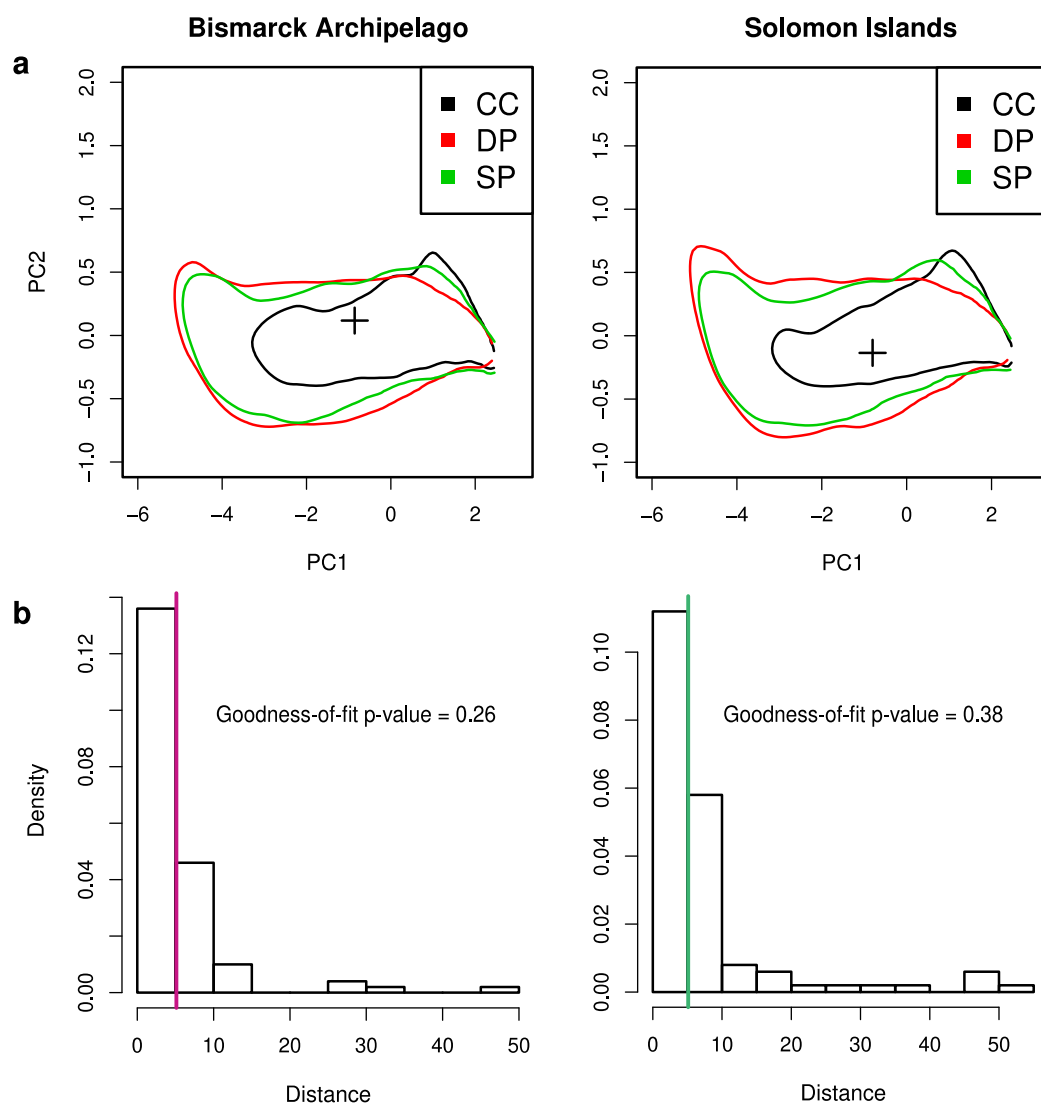 Bismarck Archipelago
Solomon Islands
a
CC
DP
SP
CC
DP
SP
PC2
2.0
1.5
1.0
0.5
0.0
−0.5
−1.0
2.0
1.5
1.0
0.5
0.0
−0.5
−1.0
−6 −4 −2 0 2
−6 −4 −2 0 2
PC1
PC1
b
Goodness-of-fit p-value = 0.26
Goodness-of-fit p-value = 0.38
Density
0.12
0.08
0.04
0.00
0.10
0.08
0.06
0.04
0.02
0.00
0 10 20 30 40 50
0 10 20 30 40 50
Distance
Distance